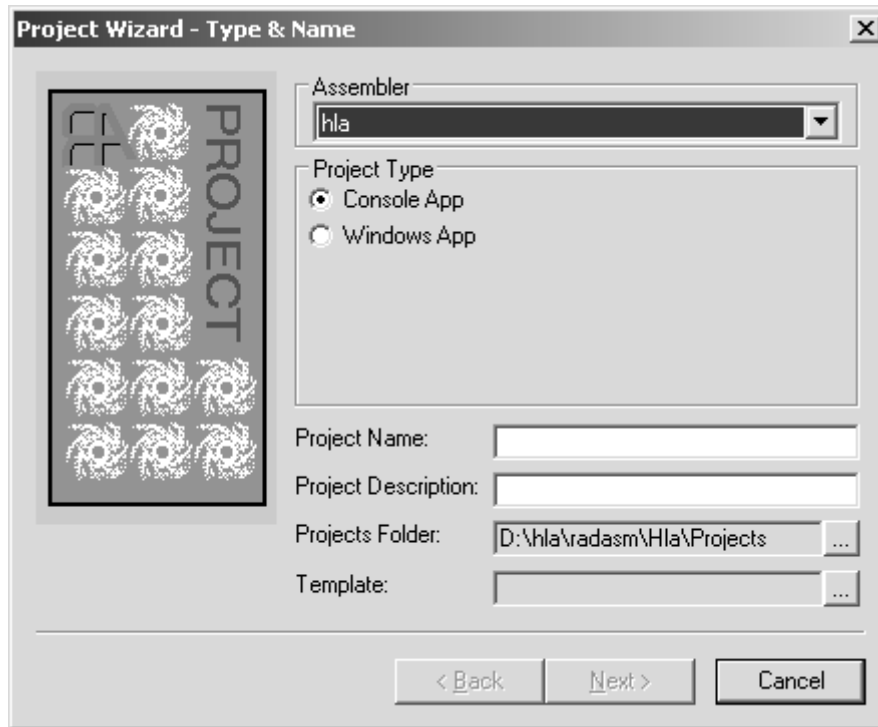 Project Wizard - Type & Name
PROJECT
Assembler
hla
Project Type
Console App
Windows App
Project Name:
Project Description:
Projects Folder: D:\hla\radasm\Hla\Projects ...
Template: ...
< Back Next > Cancel